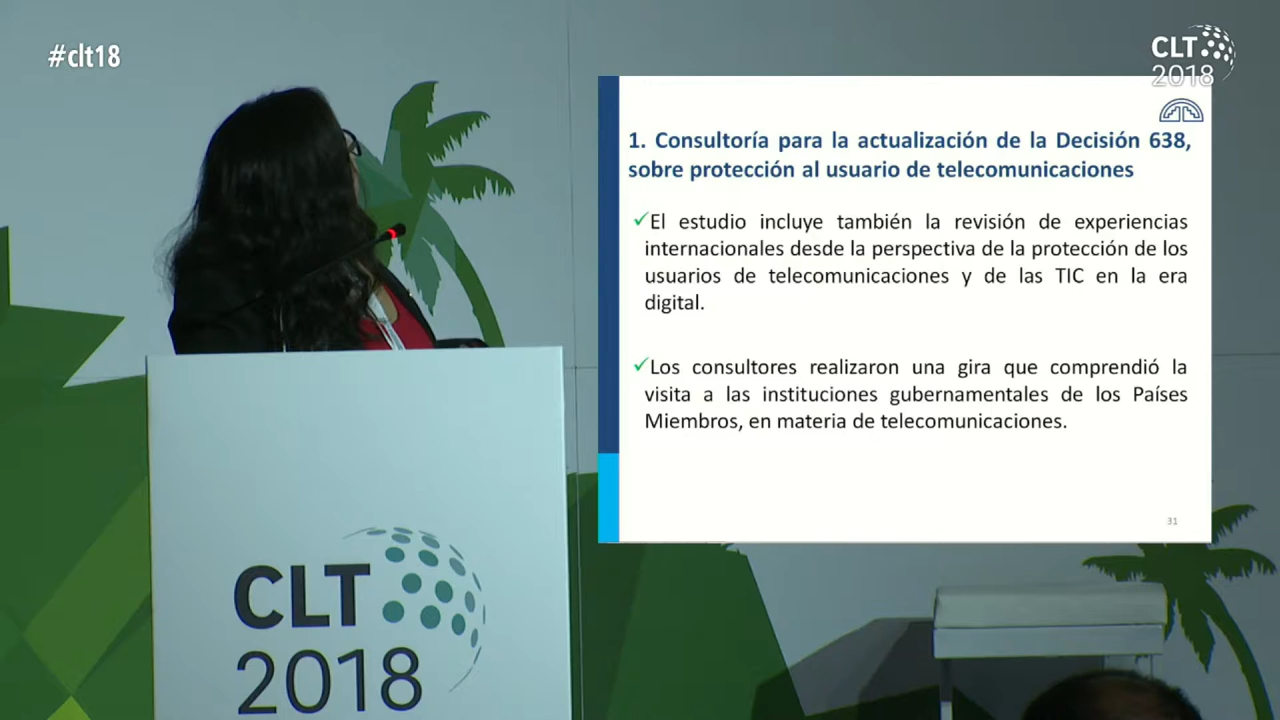 #clt18
CLT
2018
1. Consultoría para la actualización de la Decisión 638,
sobre protección al usuario de telecomunicaciones
✓El estudio incluye también la revisión de experiencias
internacionales desde la perspectiva de la protección de los
usuarios de telecomunicaciones y de las TIC en la era
digital.
✓Los consultores realizaron una gira que comprendió la
visita a las instituciones gubernamentales de los Países
Miembros, en materia de telecomunicaciones.
31
CLT
2018